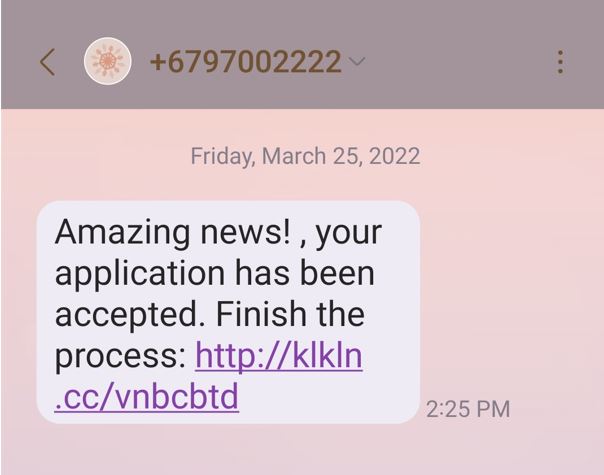 +6797002222
Friday, March 25, 2022
Amazing news! , your
application has been
accepted. Finish the
process: http://klkln
.cc/vnbcbtd
2:25 PM